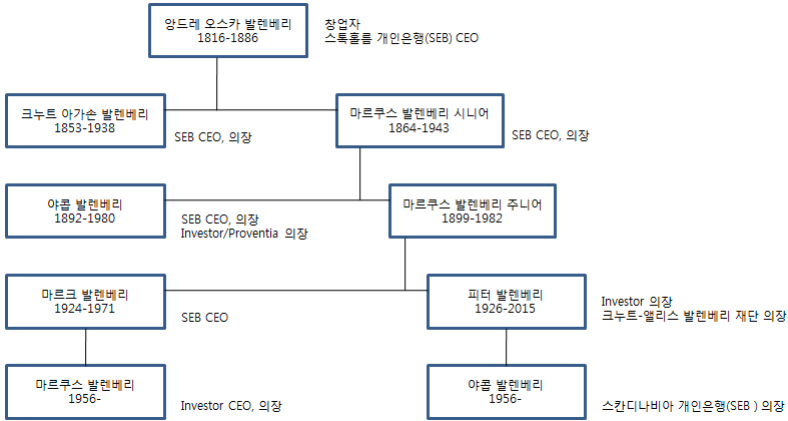 앙드레 오스카 발렌베리
1816-1886
창업자
스톡홀름 개인은행(SEB) CEO
크누트 아가손 발렌베리
1853-1938
SEB CEO, 의장
마르쿠스 발렌베리 시니어
1864-1943
SEB CEO, 의장
야콥 발렌베리
1892-1980
SEB CEO, 의장
Investor/Proventia 의장
마르쿠스 발렌베리 주니어
1899-1982
마르크 발렌베리
1924-1971
SEB CEO
피터 발렌베리
1926-2015
Investor 의장
크누트-앨리스 발렌베리 재단 의장
마르쿠스 발렌베리
1956-
Investor CEO, 의장
야콥 발렌베리
1956-
스칸디나비아 개인은행(SEB ) 의장